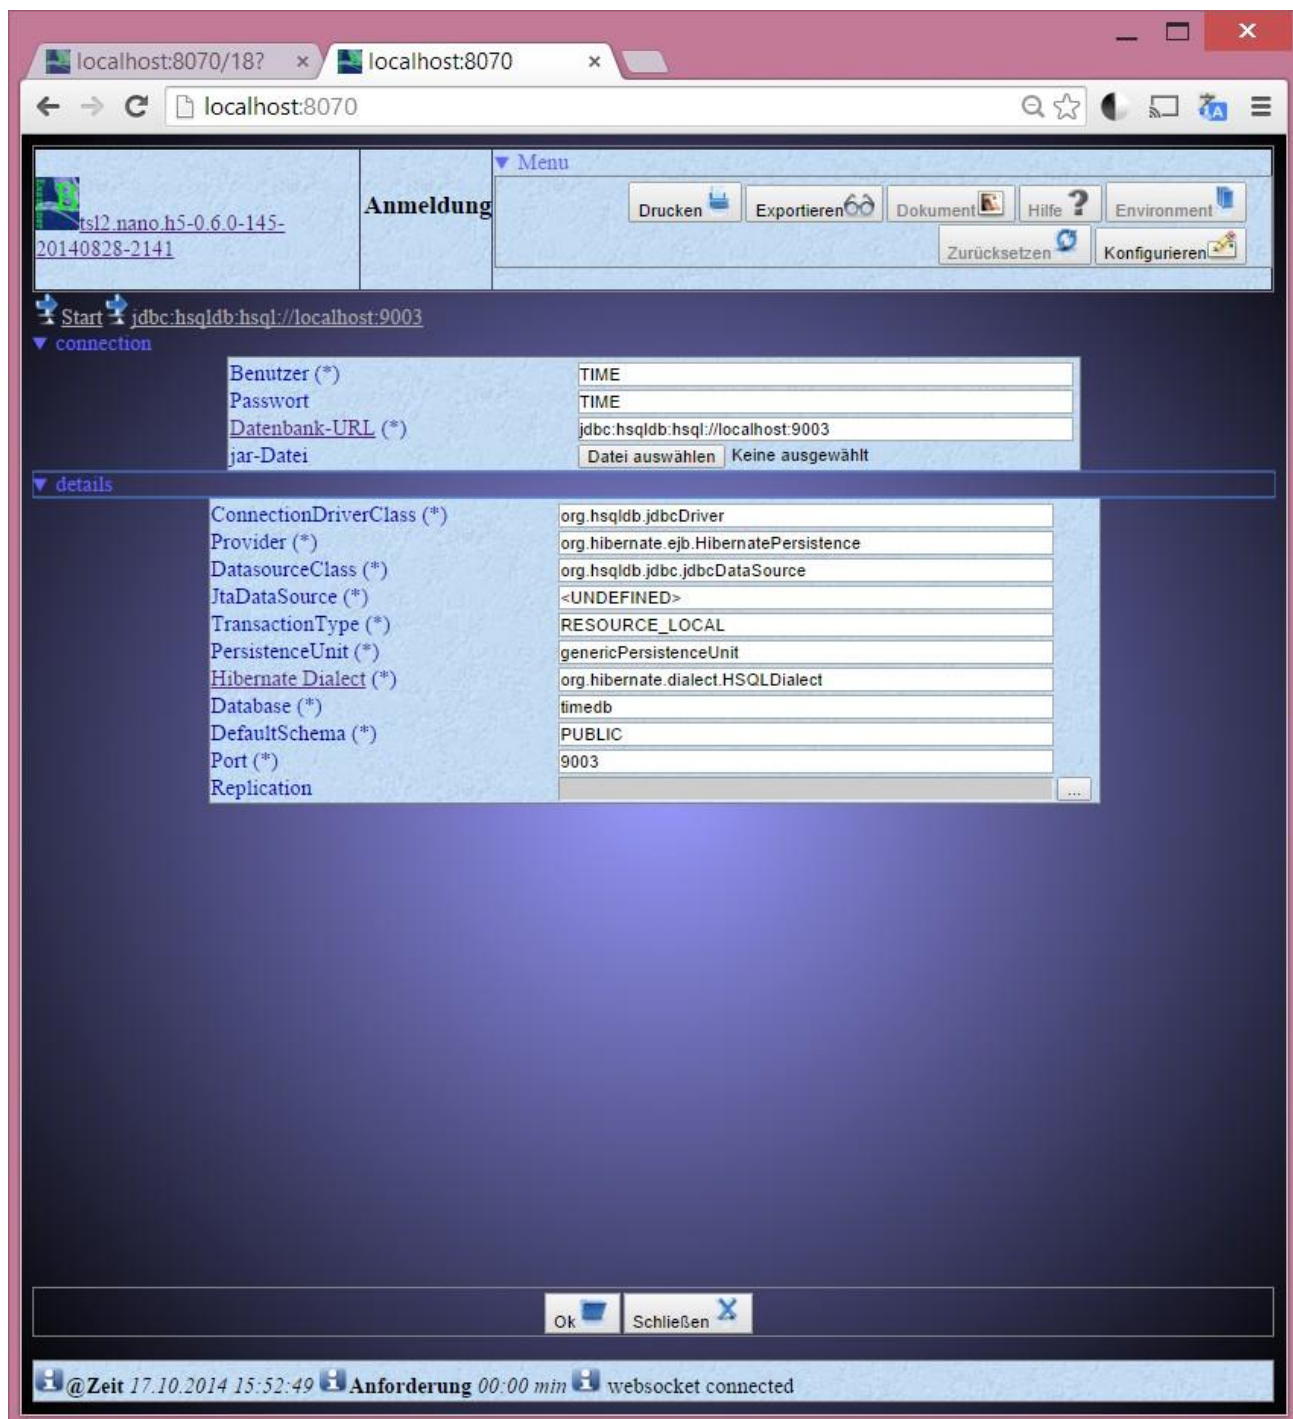 localhost:8070/18? ×
localhost:8070 ×
localhost:8070
tsl2.nano.h5-0.6.0-145-
20140828-2141
Anmeldung
▼ Menu
Drucken Exportieren Dokument Hilfe ? Environment
Zurücksetzen Konfigurieren
Start jdbc:hsqldb:hsql://localhost:9003
▼ connection
Benutzer (*) TIME
Passwort TIME
Datenbank-URL (*) jdbc:hsqldb:hsql://localhost:9003
jar-Datei Datei auswählen Keine ausgewählt
▼ details
ConnectionDriverClass (*) org.hsqldb.jdbcDriver
Provider (*) org.hibernate.ejb.HibernatePersistence
DatasourceClass (*) org.hsqldb.jdbc.jdbcDataSource
JtaDataSource (*) <UNDEFINED>
TransactionType (*) RESOURCE_LOCAL
PersistenceUnit (*) genericPersistenceUnit
Hibernate Dialect (*) org.hibernate.dialect.HSQLDialect
Database (*) timedb
DefaultSchema (*) PUBLIC
Port (*) 9003
Replication ...
Ok Schließen
@Zeit 17.10.2014 15:52:49 Anforderung 00:00 min websocket connected